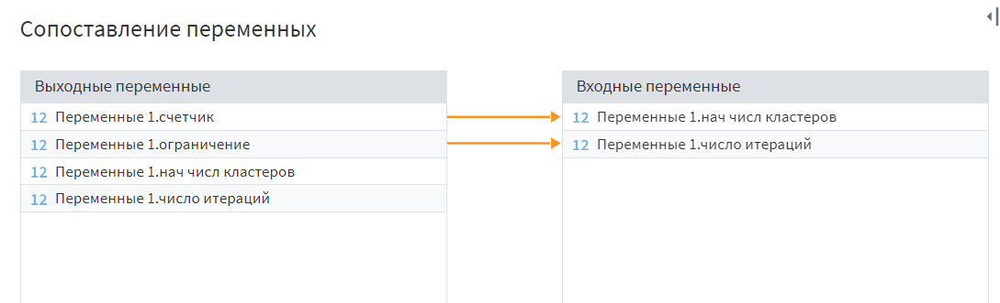 Сопоставление переменных
Выходные переменные
12 Переменные 1.счетчик
12 Переменные 1.ограничение
12 Переменные 1.нач числ кластеров
12 Переменные 1.число итераций
Входные переменные
12 Переменные 1.нач числ кластеров
12 Переменные 1.число итераций